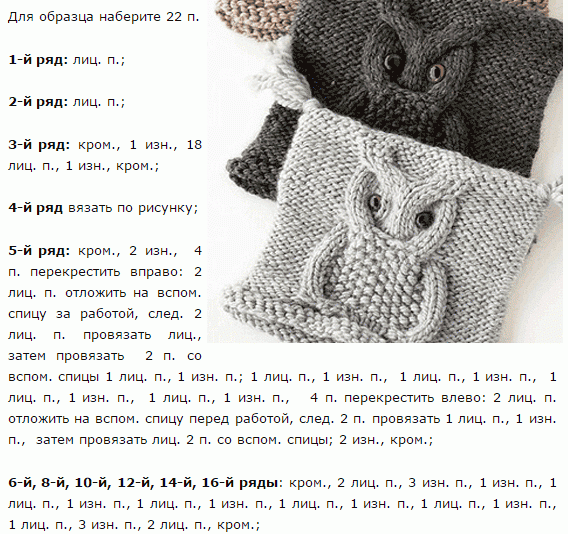 Для образца наберите 22 п.
1-й ряд: лиц. п.;
2-й ряд: лиц. п.;
3-й ряд: кром., 1 изн., 18
лиц. п., 1 изн., кром.;
4-й ряд вязать по рисунку;
5-й ряд: кром., 2 изн., 4
п. перекрестить вправо: 2
лиц. п. отложить на вспом.
спицу за работой, след. 2
лиц. п. провязать лиц.,
затем провязать 2 п. со
вспом. спицы 1 лиц. п., 1 изн. п.; 1 лиц. п., 1 изн. п., 1 лиц. п., 1 изн. п., 1
лиц. п., 1 изн. п., 1 лиц. п., 1 изн. п., 4 п. перекрестить влево: 2 лиц. п.
отложить на вспом. спицу перед работой, след. 2 п. провязать 1 лиц. п., 1 изн.
п., затем провязать лиц. 2 п. со вспом. спицы; 2 изн., кром.;
6-й, 8-й, 10-й, 12-й, 14-й, 16-й ряды: кром., 2 лиц. п., 3 изн. п., 1 изн. п., 1
лиц. п., 1 изн. п., 1 лиц. п., 1 изн. п., 1 лиц. п., 1 изн. п., 1 лиц. п., 1 изн. п.,
1 лиц. п., 3 изн. п., 2 лиц. п., кром.;